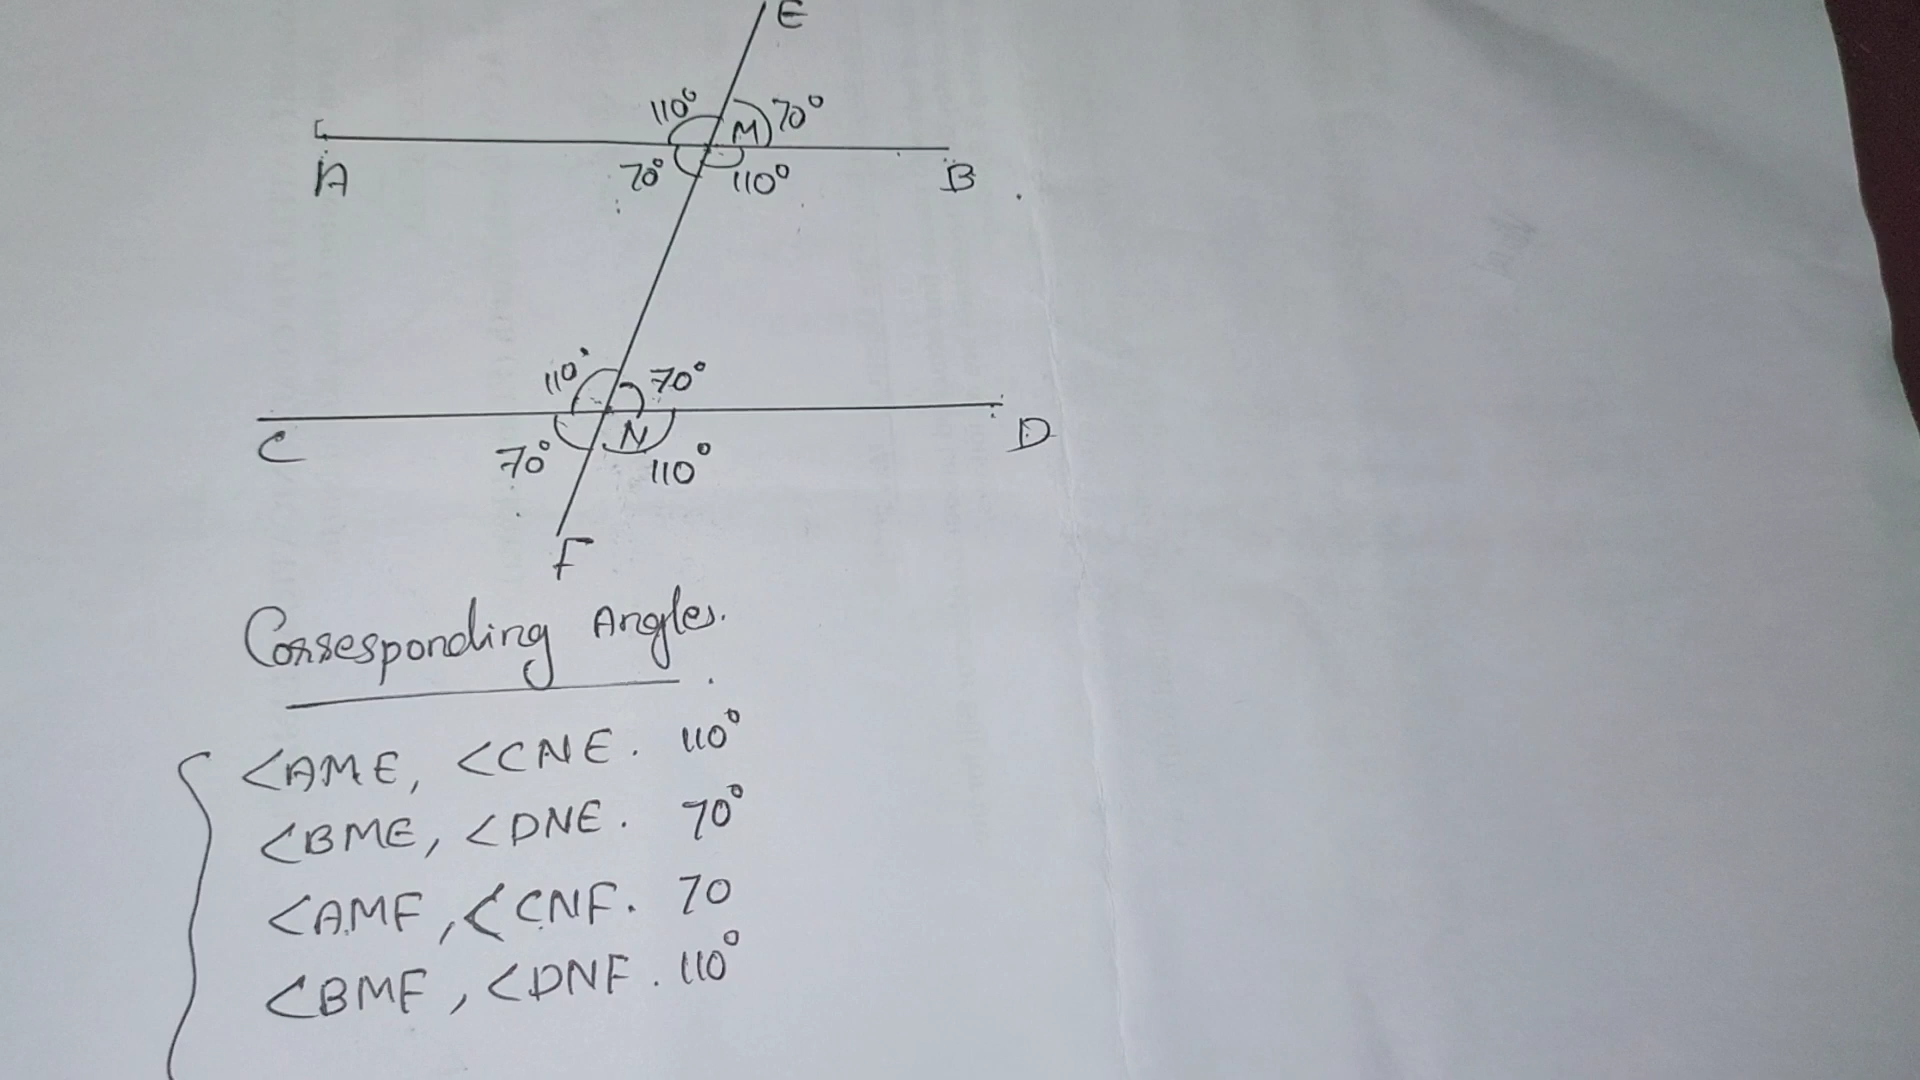 E
110° M 70°
A 70° 110° B
110° 70°
C N D
70° 110°
F
Corresponding Angles.
<AME, <CNE. 110°
<BME, <DNE. 70°
<AMF, <CNF. 70
<BMF, <DNF. 110°